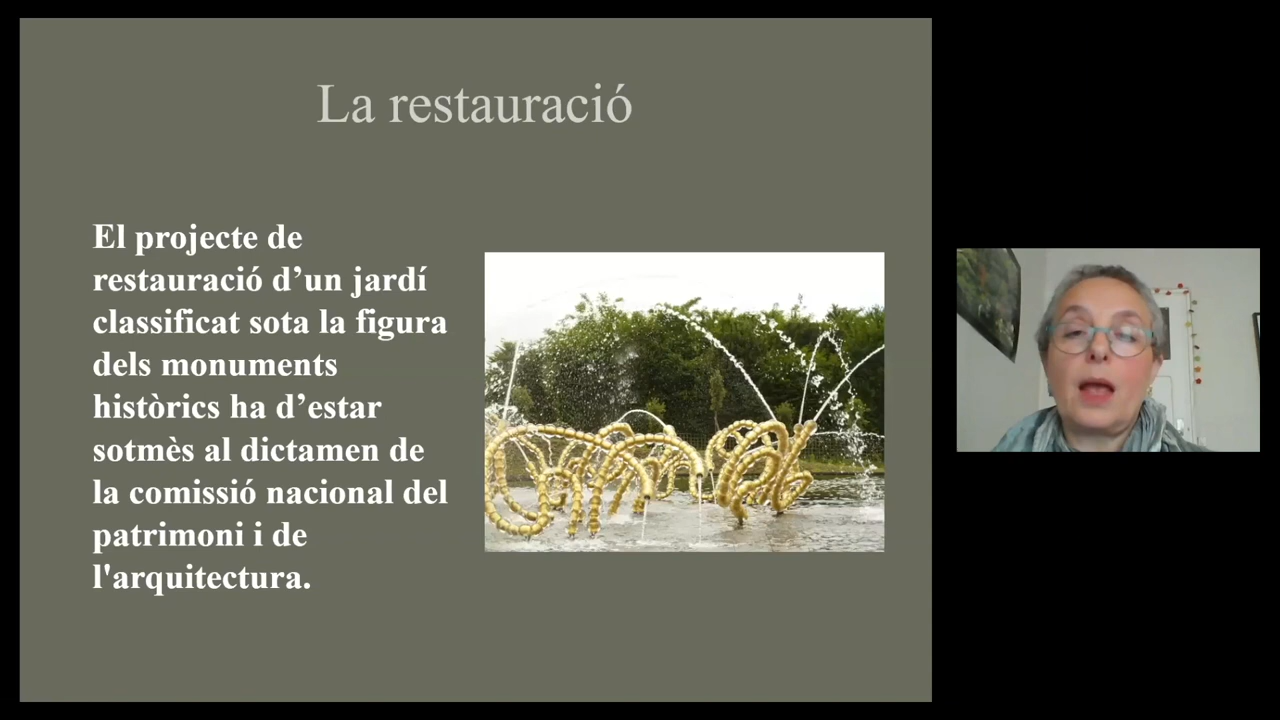 La restauració
El projecte de
restauració d’un jardí
classificat sota la figura
dels monuments
històrics ha d’estar
sotmès al dictamen de
la comissió nacional del
patrimoni i de
l'arquitectura.